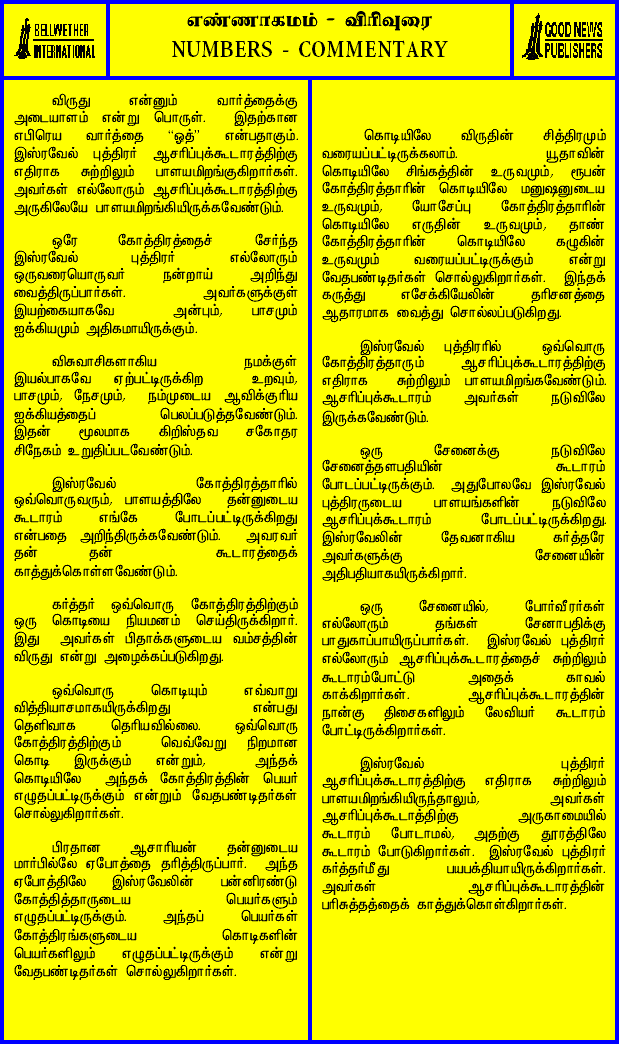 BELLWETHER
INTERNATIONAL
எண்ணாகமம் - விரிவுரை
NUMBERS - COMMENTARY
GOOD NEWS
PUBLISHERS
விருது என்னும் வார்த்தைக்கு
அடையாளம் என்று பொருள். இதற்கான
எபிரெய வார்த்தை “ஓத்” என்பதாகும்.
இஸ்ரவேல் புத்திரர் ஆசரிப்புக்கூடாரத்திற்கு
எதிராக சுற்றிலும் பாளயமிறங்குகிறார்கள்.
அவர்கள் எல்லோரும் ஆசரிப்புக்கூடாரத்திற்கு
அருகிலேயே பாளயமிறங்கியிருக்கவேண்டும்.
ஒரே கோத்திரத்தைச் சேர்ந்த
இஸ்ரவேல் புத்திரர் எல்லோரும்
ஒருவரையொருவர் நன்றாய் அறிந்து
வைத்திருப்பார்கள். அவர்களுக்குள்
இயற்கையாகவே அன்பும், பாசமும்
ஐக்கியமும் அதிகமாயிருக்கும்.
விசுவாசிகளாகிய நமக்குள்
இயல்பாகவே ஏற்பட்டிருக்கிற உறவும்,
பாசமும், நேசமும், நம்முடைய ஆவிக்குரிய
ஐக்கியத்தைப் பெலப்படுத்தவேண்டும்.
இதன் மூலமாக கிறிஸ்தவ சகோதர
சிநேகம் உறுதிப்படவேண்டும்.
இஸ்ரவேல் கோத்திரத்தாரில்
ஒவ்வொருவரும், பாளயத்திலே தன்னுடைய
கூடாரம் எங்கே போடப்பட்டிருக்கிறது
என்பதை அறிந்திருக்கவேண்டும். அவரவர்
தன் தன் கூடாரத்தைக்
காத்துக்கொள்ளவேண்டும்.
கர்த்தர் ஒவ்வொரு கோத்திரத்திற்கும்
ஒரு கொடியை நியமனம் செய்திருக்கிறார்.
இது அவர்கள் பிதாக்களுடைய வம்சத்தின்
விருது என்று அழைக்கப்படுகிறது.
ஒவ்வொரு கொடியும் எவ்வாறு
வித்தியாசமாகயிருக்கிறது என்பது
தெளிவாக தெரியவில்லை. ஒவ்வொரு
கோத்திரத்திற்கும் வெவ்வேறு நிறமான
கொடி இருக்கும் என்றும், அந்தக்
கொடியிலே அந்தக் கோத்திரத்தின் பெயர்
எழுதப்பட்டிருக்கும் என்றும் வேதபண்டிதர்கள்
சொல்லுகிறார்கள்.
பிரதான ஆசாரியன் தன்னுடைய
மார்பில்லே ஏபோத்தை தரித்திருப்பார். அந்த
ஏபோத்திலே இஸ்ரவேலின் பன்னிரண்டு
கோத்தித்தாருடைய பெயர்களும்
எழுதப்பட்டிருக்கும். அந்தப் பெயர்கள்
கோத்திரங்களுடைய கொடிகளின்
பெயர்களிலும் எழுதப்பட்டிருக்கும் என்று
வேதபண்டிதர்கள் சொல்லுகிறார்கள்.
கொடியிலே விருதின் சித்திரமும்
வரையப்பட்டிருக்கலாம். யூதாவின்
கொடியிலே சிங்கத்தின் உருவமும், ரூபன்
கோத்திரத்தாரின் கொடியிலே மனுஷனுடைய
உருவமும், யோசேப்பு கோத்திரத்தாரின்
கொடியிலே எருதின் உருவமும், தாண்
கோத்திரத்தாரின் கொடியிலே கழுகின்
உருவமும் வரையப்பட்டிருக்கும் என்று
வேதபண்டிதர்கள் சொல்லுகிறார்கள். இந்தக்
கருத்து எசேக்கியேலின் தரிசனத்தை
ஆதாரமாக வைத்து சொல்லப்படுகிறது.
இஸ்ரவேல் புத்திரரில் ஒவ்வொரு
கோத்திரத்தாரும் ஆசரிப்புக்கூடாரத்திற்கு
எதிராக சுற்றிலும் பாளயமிறங்கவேண்டும்.
ஆசரிப்புக்கூடாரம் அவர்கள் நடுவிலே
இருக்கவேண்டும்.
ஒரு சேனைக்கு நடுவிலே
சேனைத்தளபதியின் கூடாரம்
போடப்பட்டிருக்கும். அதுபோலவே இஸ்ரவேல்
புத்திரருடைய பாளயங்களின் நடுவிலே
ஆசரிப்புக்கூடாரம் போடப்பட்டிருக்கிறது.
இஸ்ரவேலின் தேவனாகிய கர்த்தரே
அவர்களுக்கு சேனையின்
அதிபதியாகயிருக்கிறார்.
ஒரு சேனையில், போர்வீரர்கள்
எல்லோரும் தங்கள் சேனாபதிக்கு
பாதுகாப்பாயிருப்பார்கள். இஸ்ரவேல் புத்திரர்
எல்லோரும் ஆசரிப்புக்கூடாரத்தைச் சுற்றிலும்
கூடாரம்போட்டு அதைக் காவல்
காக்கிறார்கள். ஆசரிப்புக்கூடாரத்தின்
நான்கு திசைகளிலும் லேவியர் கூடாரம்
போட்டிருக்கிறார்கள்.
இஸ்ரவேல் புத்திரர்
ஆசரிப்புக்கூடாரத்திற்கு எதிராக சுற்றிலும்
பாளயமிறங்கியிருந்தாலும், அவர்கள்
ஆசரிப்புக்கூடாத்திற்கு அருகாமையில்
கூடாரம் போடாமல், அதற்கு தூரத்திலே
கூடாரம் போடுகிறார்கள். இஸ்ரவேல் புத்திரர்
கர்த்தர்மீது பயபக்தியாயிருக்கிறார்கள்.
அவர்கள் ஆசரிப்புக்கூடாரத்தின்
பரிசுத்தத்தைக் காத்துக்கொள்கிறார்கள்.